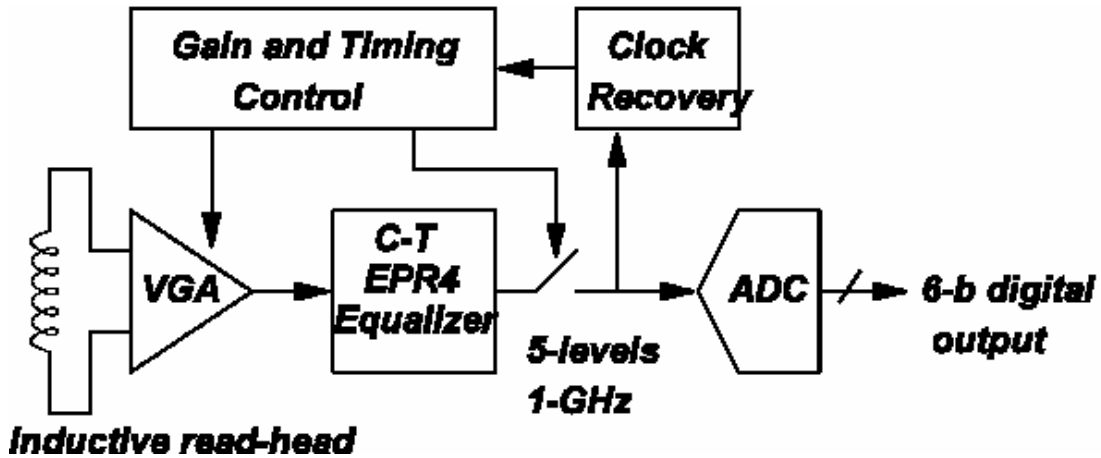 Gain and Timing
Control
Clock
Recovery
VGA
C-T
EPR4
Equalizer
5-levels
1-GHz
ADC
6-b digital
output
Inductive read-head